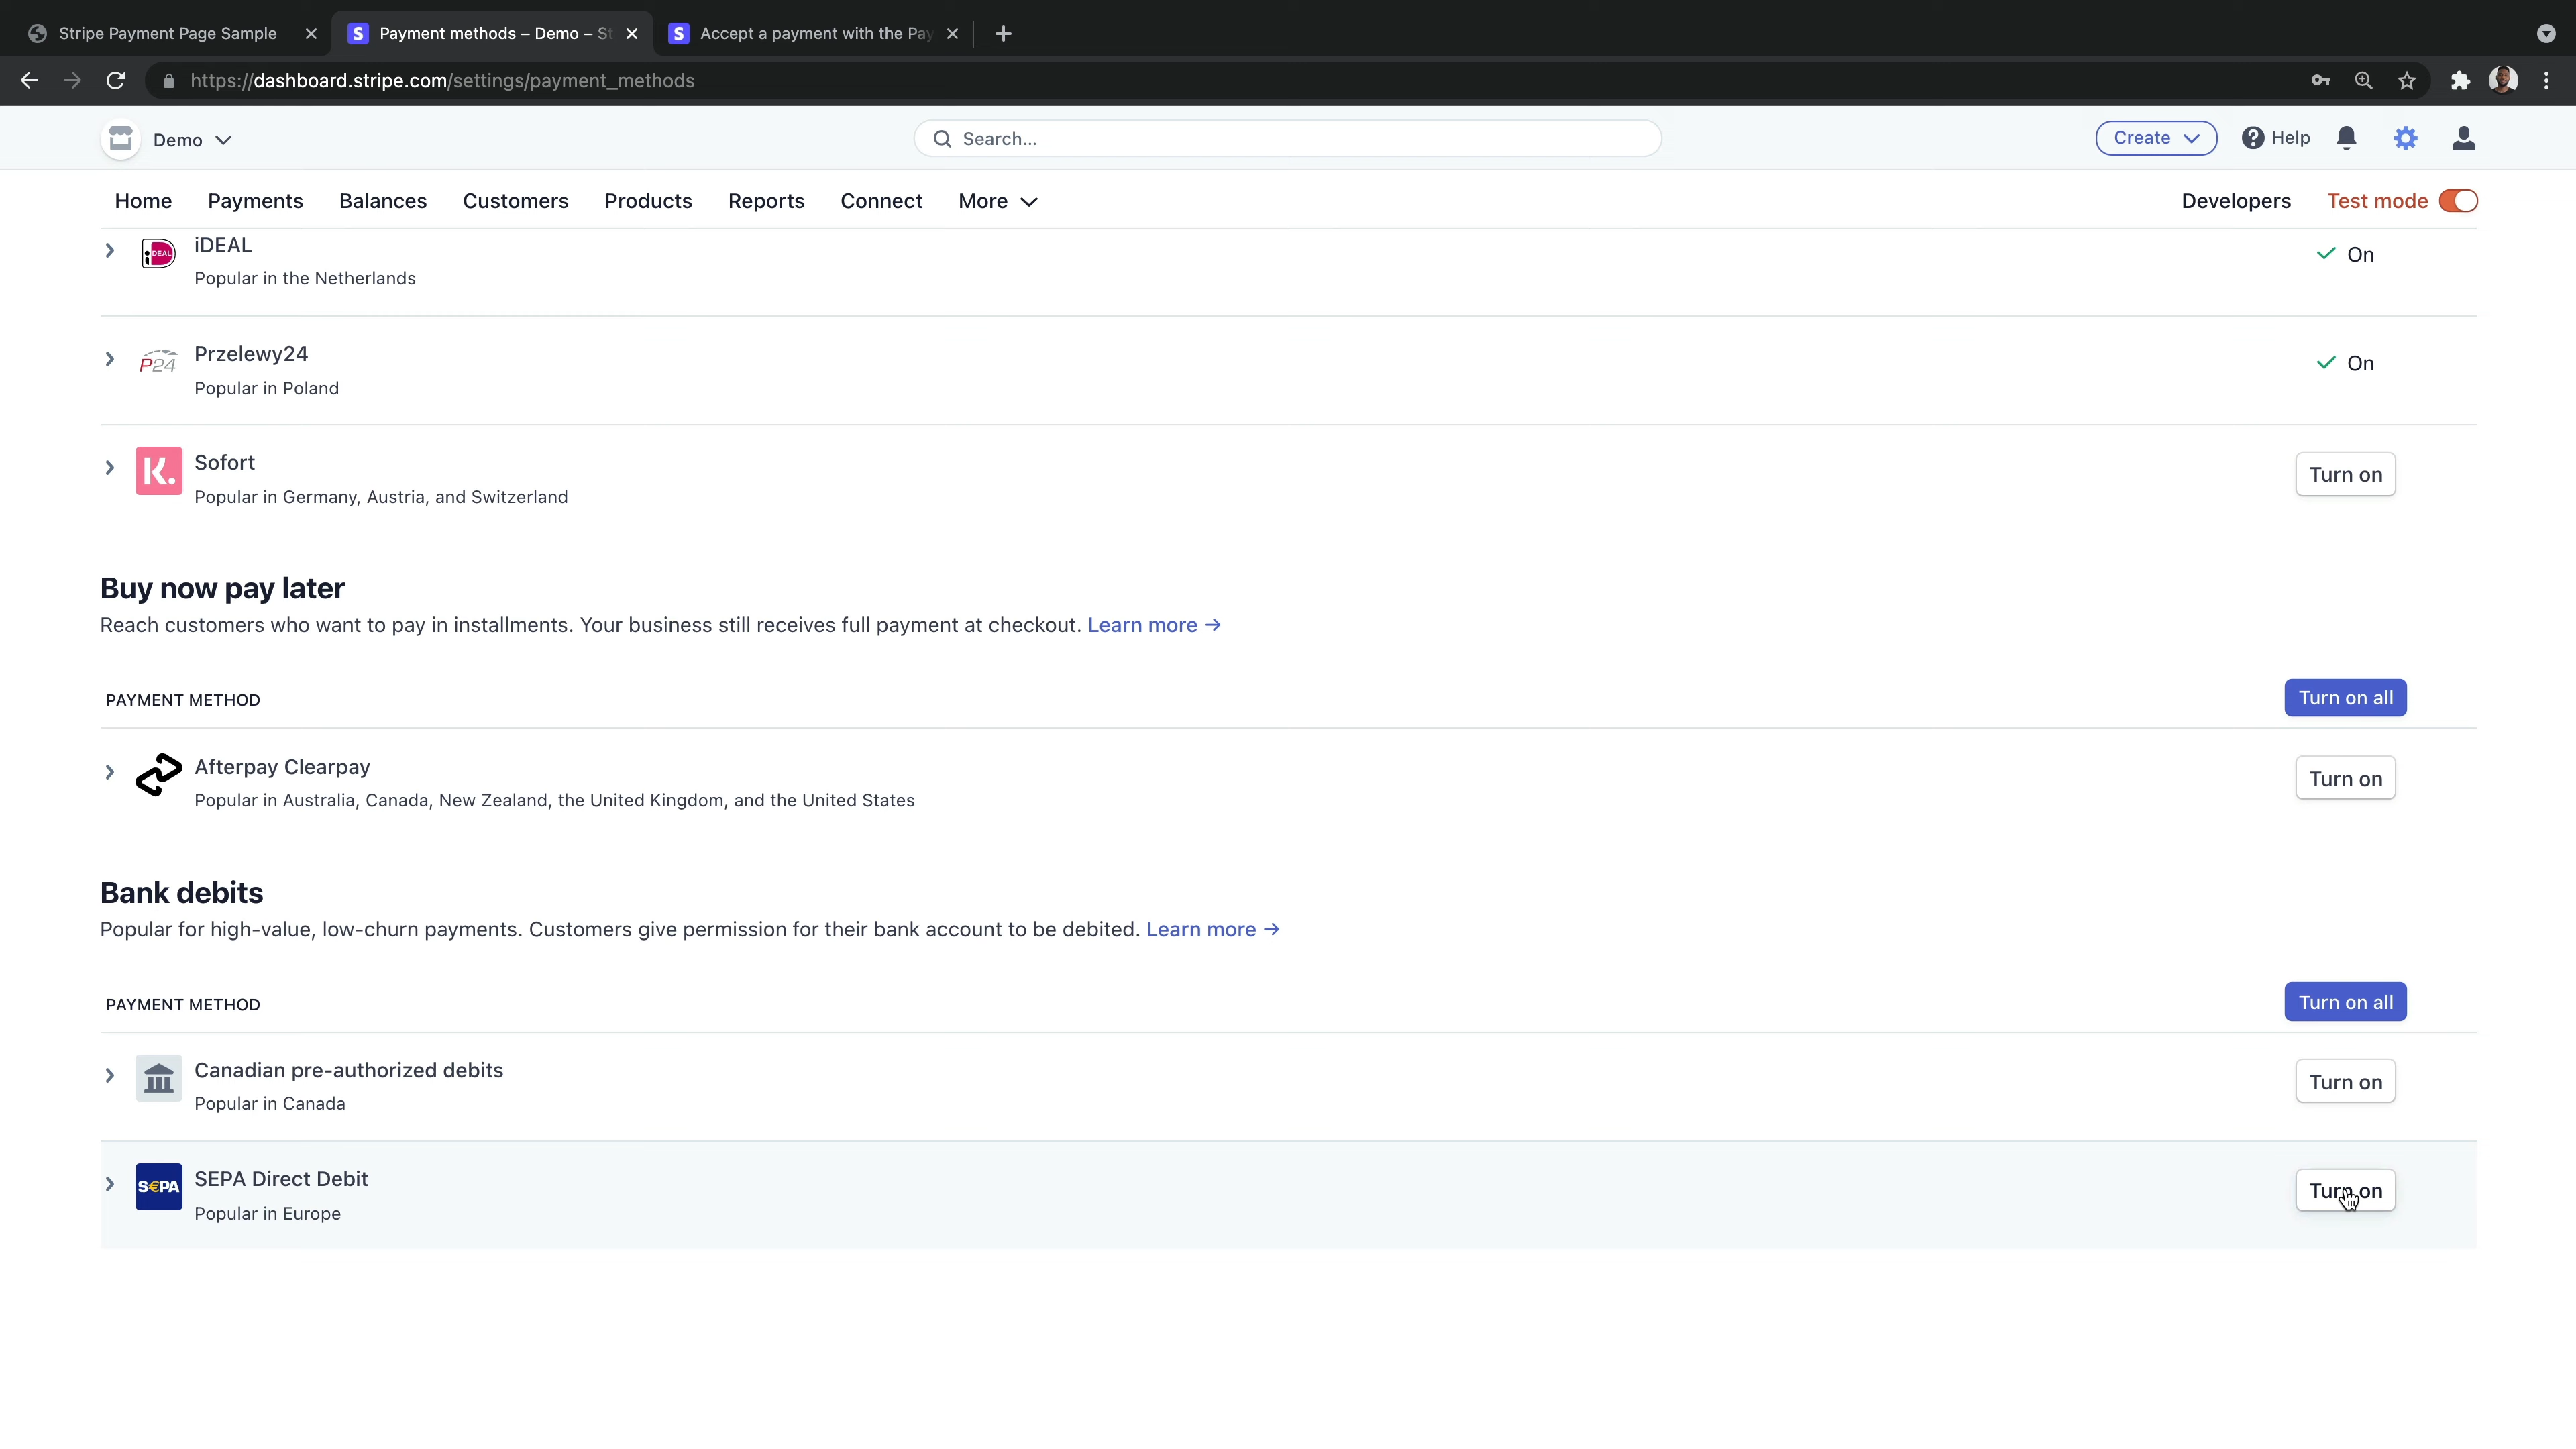 Stripe Payment Page Sample
Payment methods – Demo – St
Accept a payment with the Pay
https://dashboard.stripe.com/settings/payment_methods
Demo
Search...
Create
Help
Home
Payments
Balances
Customers
Products
Reports
Connect
More
Developers
Test mode
iDEAL
iDEAL
Popular in the Netherlands
On
P24
Przelewy24
Popular in Poland
On
K.
Sofort
Popular in Germany, Austria, and Switzerland
Turn on
Buy now pay later
Reach customers who want to pay in installments. Your business still receives full payment at checkout. Learn more →
PAYMENT METHOD
Turn on all
Afterpay Clearpay
Popular in Australia, Canada, New Zealand, the United Kingdom, and the United States
Turn on
Bank debits
Popular for high-value, low-churn payments. Customers give permission for their bank account to be debited. Learn more →
PAYMENT METHOD
Turn on all
Canadian pre-authorized debits
Popular in Canada
Turn on
S€PA
SEPA Direct Debit
Popular in Europe
Turn on